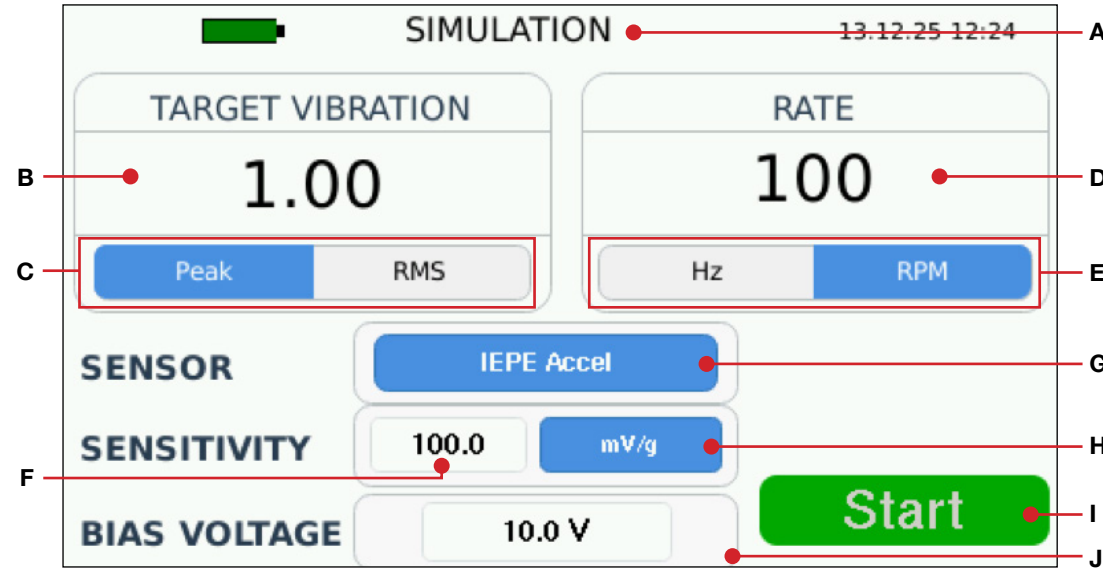 SIMULATION 13.12.25 12:24 A
TARGET VIBRATION RATE
B 1.00 100 D
C Peak RMS Hz RPM E
SENSOR IEPE Accel G
SENSITIVITY 100.0 mV/g H
F
BIAS VOLTAGE 10.0 V Start I
J